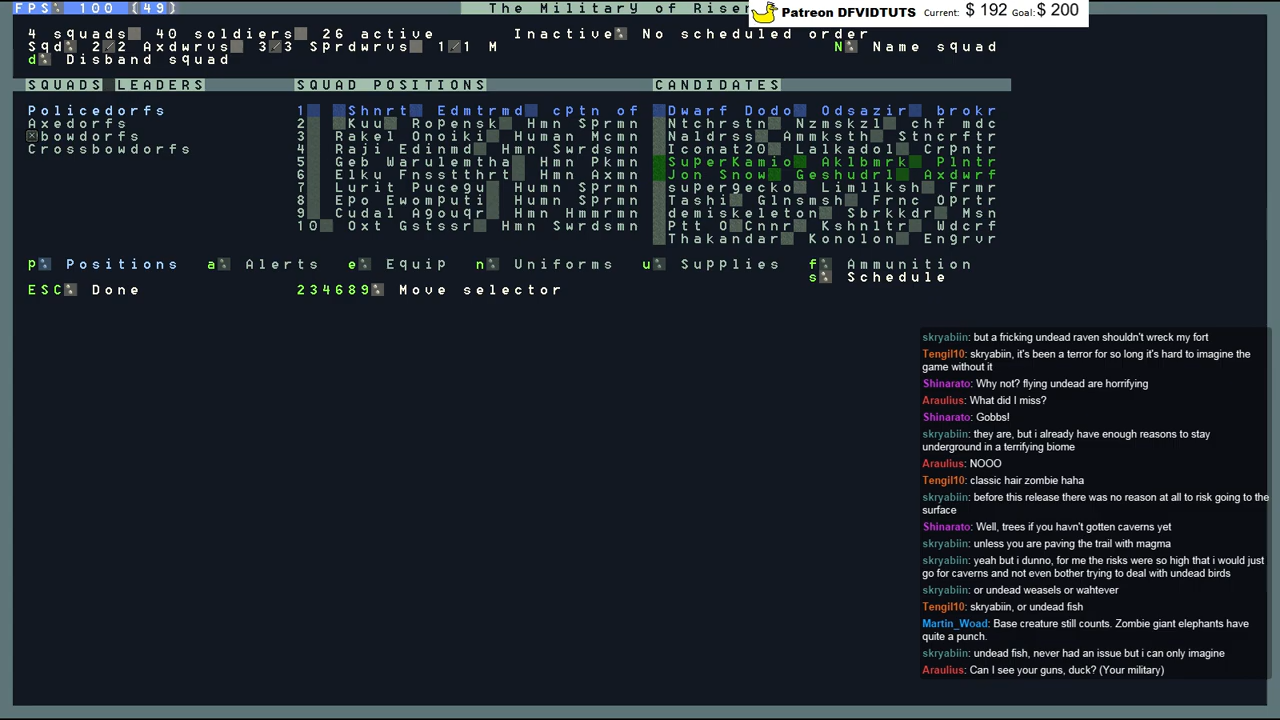 FPS: 100 (49)
The Military of Riser
Patreon DFVIDTUTS Current: $ 192 Goal: $ 200
4 squads 40 soldiers 26 active Inactive: No scheduled order
Sqd: 2/2 Axdwrvs 3/3 Sprdwrvs 1/1 M N: Name squad
d: Disband squad
SQUADS LEADERS SQUAD POSITIONS CANDIDATES
Policedorfs 1 Shnrt Edmtrmd cptn of Dwarf Dodo Odsazir brokr
Axedorfs 2 Kuu Ropensk Hmn Sprmn Ntchrstn Nzmskzl chf mdc
bowdorfs 3 Rakel Onoiki Human Mcmn Naldrss Ammksth Stncrftr
Crossbowdorfs 4 Raji Edinmd Hmn Swrdsmn Iconat20 Lalkadol Crpntr
5 Geb Warulemtha Hmn Pkmn SuperKamio Aklbmrk Plntr
6 Elku Fnssttthrt Hmn Axmn Jon Snow Geshudrl Axdwrf
7 Lurit Pucegu Humn Sprmn supergecko Limllksh Frmr
8 Epo Ewomputi Humn Sprmn Tashi Glnsmsh Frnc Oprtr
9 Cudal Agouqr Hmn Hmmrmn demiskeleton Sbrkkdr Msn
10 Oxt Gstssr Hmn Swrdsmn Ptt O Cnnr Kshnltr Wdcrf
Thakandar Konolon Engrvr
p: Positions a: Alerts e: Equip n: Uniforms u: Supplies f: Ammunition
s: Schedule
ESC: Done 234689: Move selector
skryabiin: but a fricking undead raven shouldn't wreck my fort
Tengil10: skryabiin, it's been a terror for so long it's hard to imagine the
game without it
Shinarato: Why not? flying undead are horrifying
Araulius: What did I miss?
Shinarato: Gobbs!
skryabiin: they are, but i already have enough reasons to stay
underground in a terrifying biome
Araulius: NOOO
Tengil10: classic hair zombie haha
skryabiin: before this release there was no reason at all to risk going to the
surface
Shinarato: Well, trees if you havn't gotten caverns yet
skryabiin: unless you are paving the trail with magma
skryabiin: yeah but i dunno, for me the risks were so high that i would just
go for caverns and not even bother trying to deal with undead birds
skryabiin: or undead weasels or wahtever
Tengil10: skryabiin, or undead fish
Martin_Woad: Base creature still counts. Zombie giant elephants have
quite a punch.
skryabiin: undead fish, never had an issue but i can only imagine
Araulius: Can I see your guns, duck? (Your military)